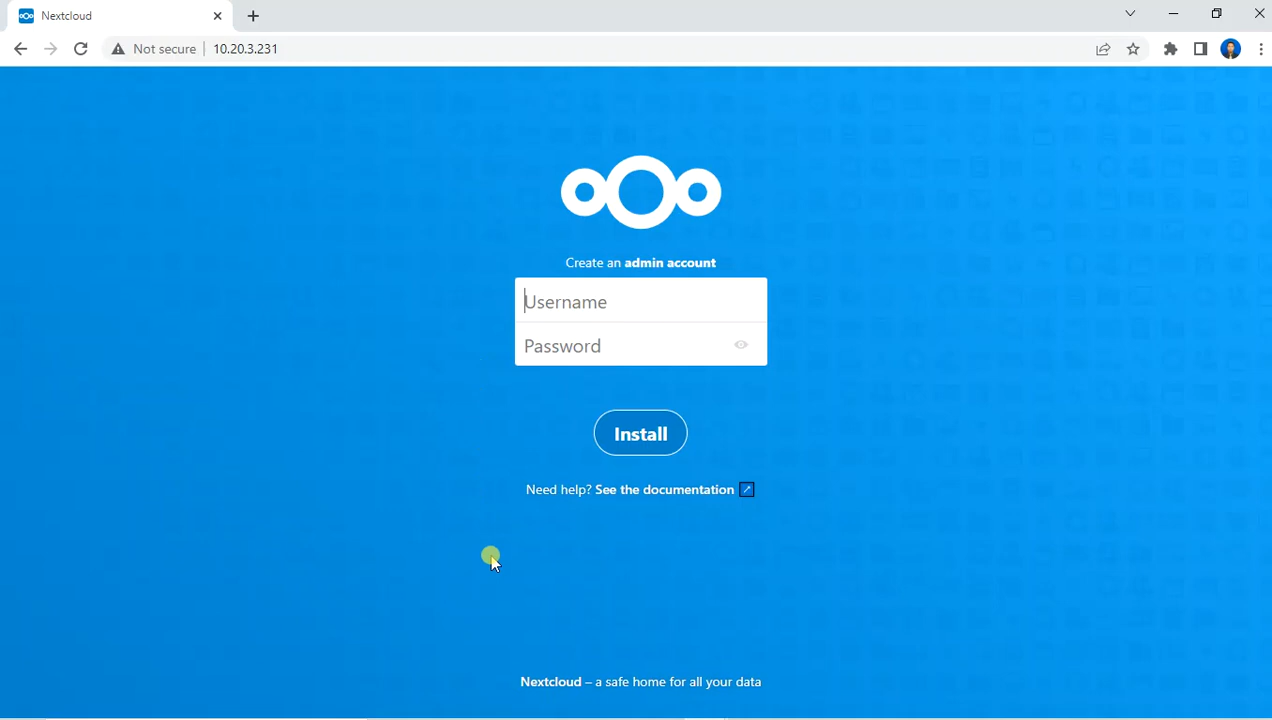 Nextcloud
Not secure 10.20.3.231
Create an admin account
Username
Password
Install
Need help? See the documentation
Nextcloud – a safe home for all your data